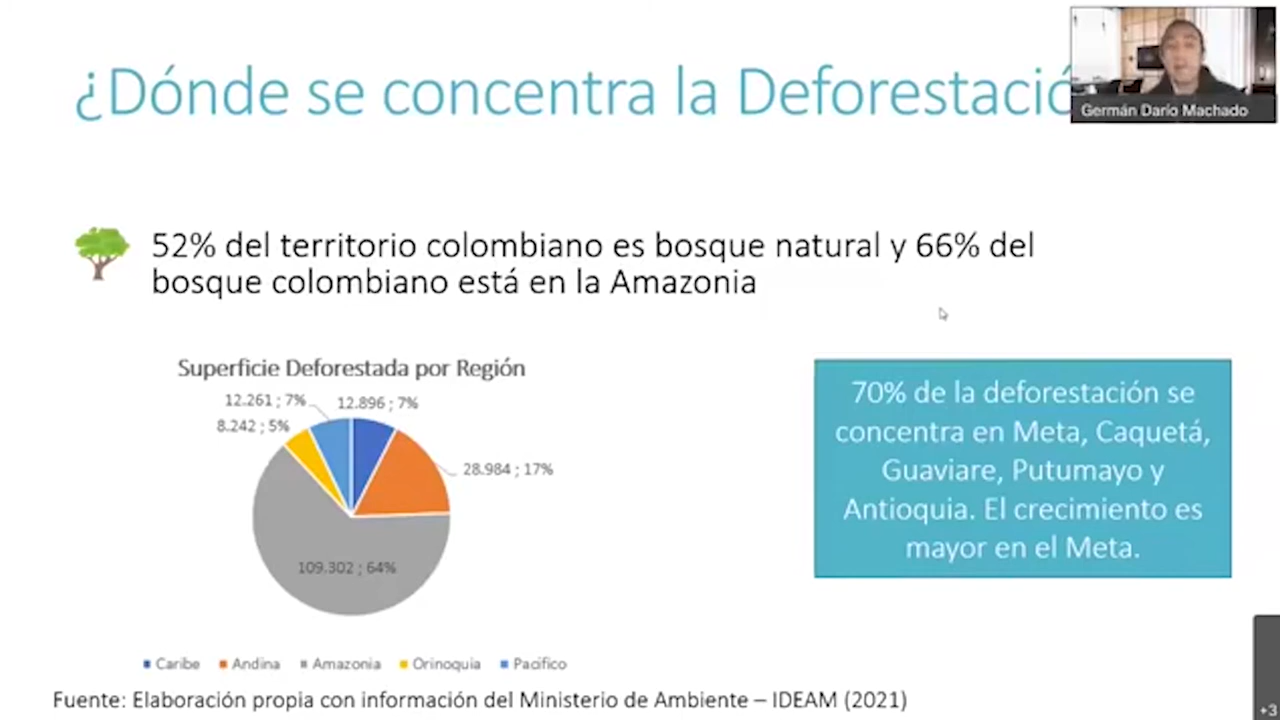 ¿Dónde se concentra la Deforestació
Germán Darío Machado
52% del territorio colombiano es bosque natural y 66% del
bosque colombiano está en la Amazonia
Superficie Deforestada por Región
12.261 ; 7%
12.896 ; 7%
8.242 ; 5%
28.984 ; 17%
109.302 ; 64%
Caribe Andina Amazonia Orinoquia Pacífico
70% de la deforestación se
concentra en Meta, Caquetá,
Guaviare, Putumayo y
Antioquia. El crecimiento es
mayor en el Meta.
Fuente: Elaboración propia con información del Ministerio de Ambiente – IDEAM (2021)
+3